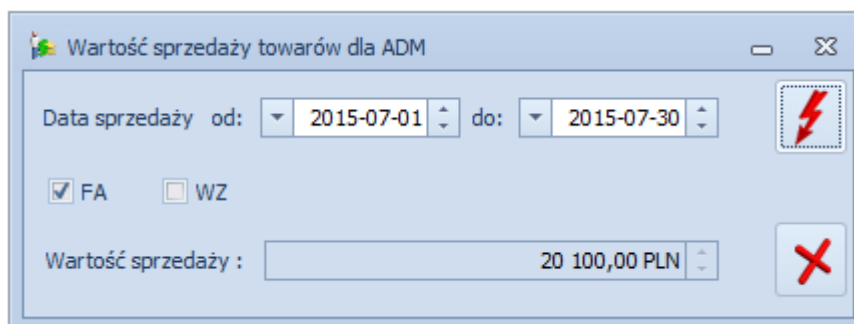 Wartość sprzedaży towarów dla ADM
Data sprzedaży od: 2015-07-01 do: 2015-07-30
FA WZ
Wartość sprzedaży : 20 100,00 PLN